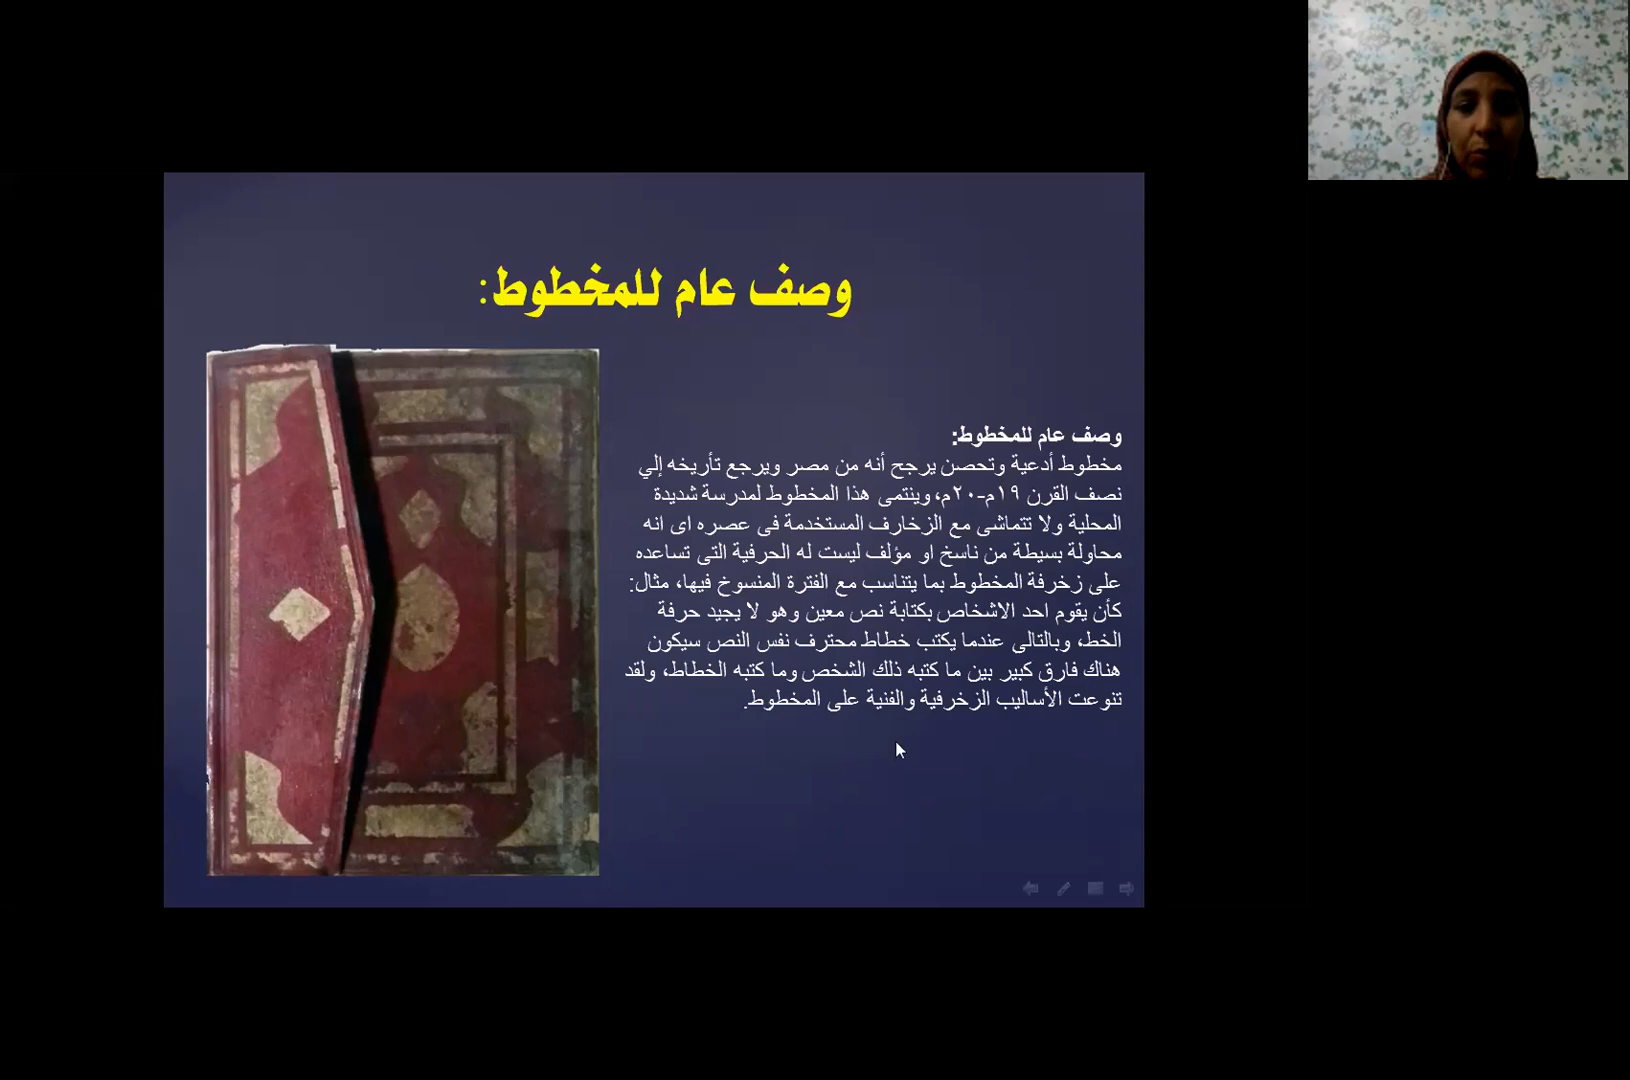 وصف عام للمخطوط:
وصف عام للمخطوط:
مخطوط أدعية وتحصن يرجح أنه من مصر ويرجع تأريخه إلي
نصف القرن ١٩م-٢٠م، وينتمى هذا المخطوط لمدرسة شديدة
المحلية ولا تتماشى مع الزخارف المستخدمة فى عصره اى انه
محاولة بسيطة من ناسخ او مؤلف ليست له الحرفية التى تساعده
على زخرفة المخطوط بما يتناسب مع الفترة المنسوخ فيها، مثال:
كأن يقوم احد الاشخاص بكتابة نص معين وهو لا يجيد حرفة
الخط، وبالتالى عندما يكتب خطاط محترف نفس النص سيكون
هناك فارق كبير بين ما كتبه ذلك الشخص وما كتبه الخطاط، ولقد
تنوعت الأساليب الزخرفية والفنية على المخطوط.